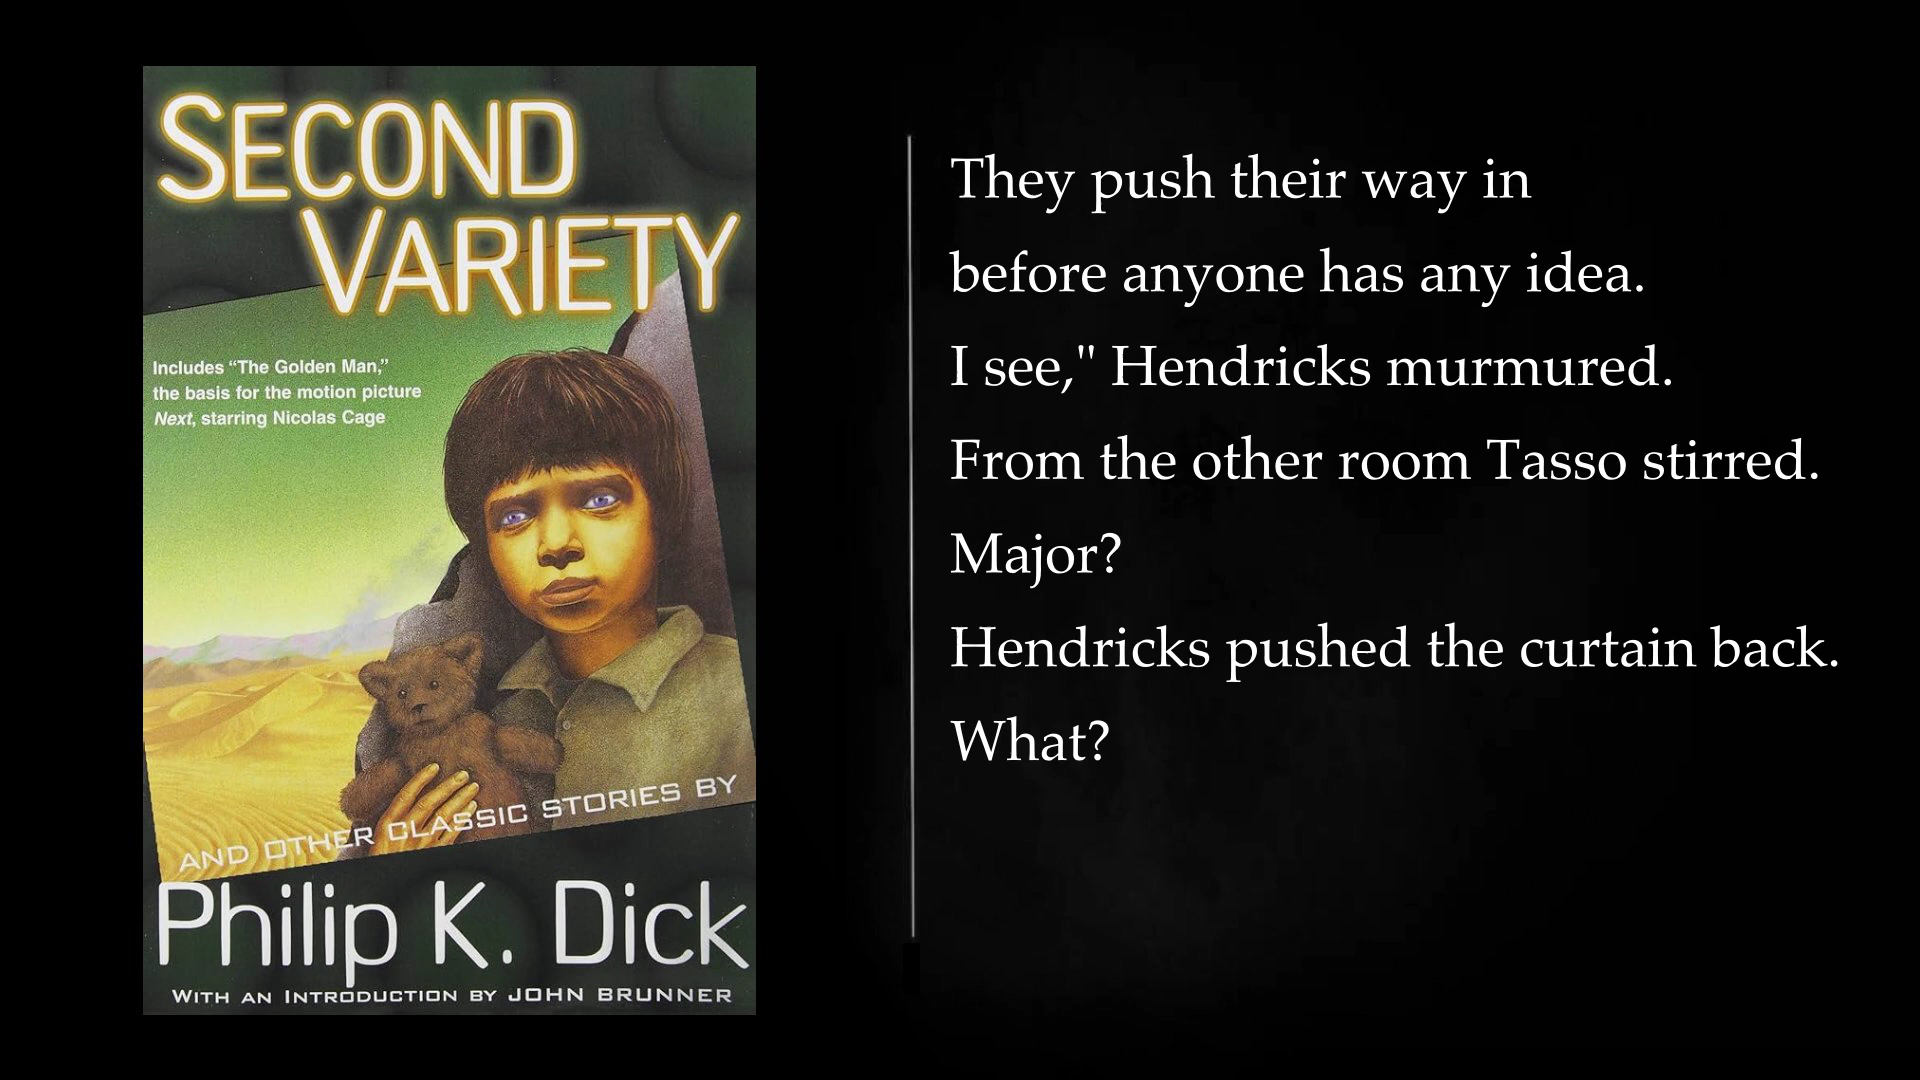 SECOND
VARIETY
Includes “The Golden Man,”
the basis for the motion picture
Next, starring Nicolas Cage
AND OTHER CLASSIC STORIES BY
Philip K. Dick
WITH AN INTRODUCTION BY JOHN BRUNNER
They push their way in
before anyone has any idea.
I see," Hendricks murmured.
From the other room Tasso stirred.
Major?
Hendricks pushed the curtain back.
What?